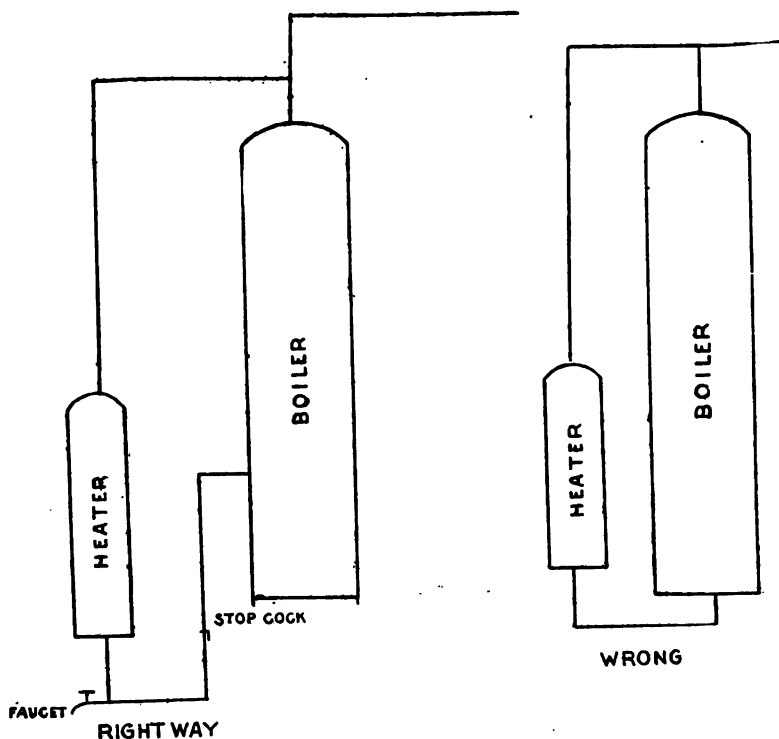 BOILER
HEATER
STOP COCK
FAUCET
RIGHT WAY
BOILER
HEATER
WRONG